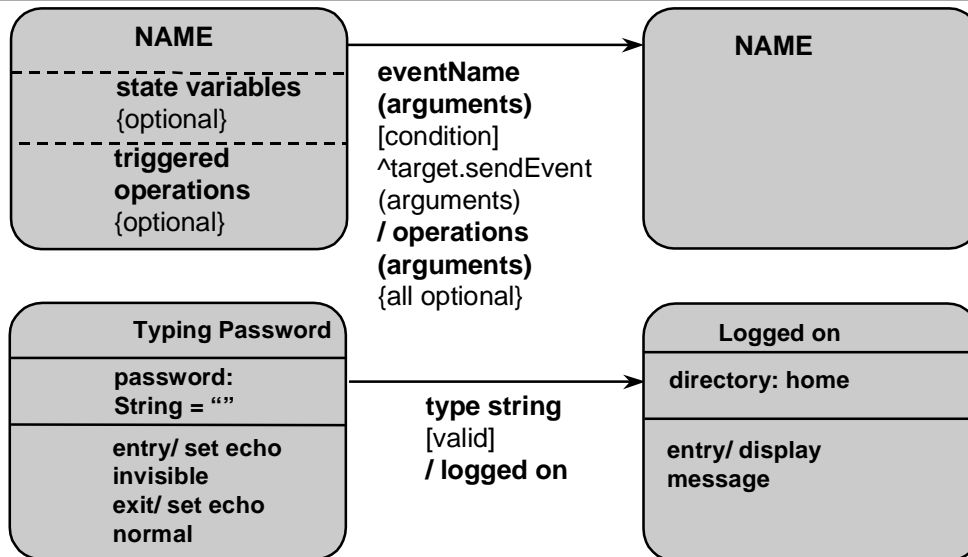 NAME
state variables
{optional}
triggered
operations
{optional}
eventName
(arguments)
[condition]
^target.sendEvent
(arguments)
/ operations
(arguments)
{all optional}
NAME
Typing Password
password:
String = “”
entry/ set echo
invisible
exit/ set echo
normal
type string
[valid]
/ logged on
Logged on
directory: home
entry/ display
message